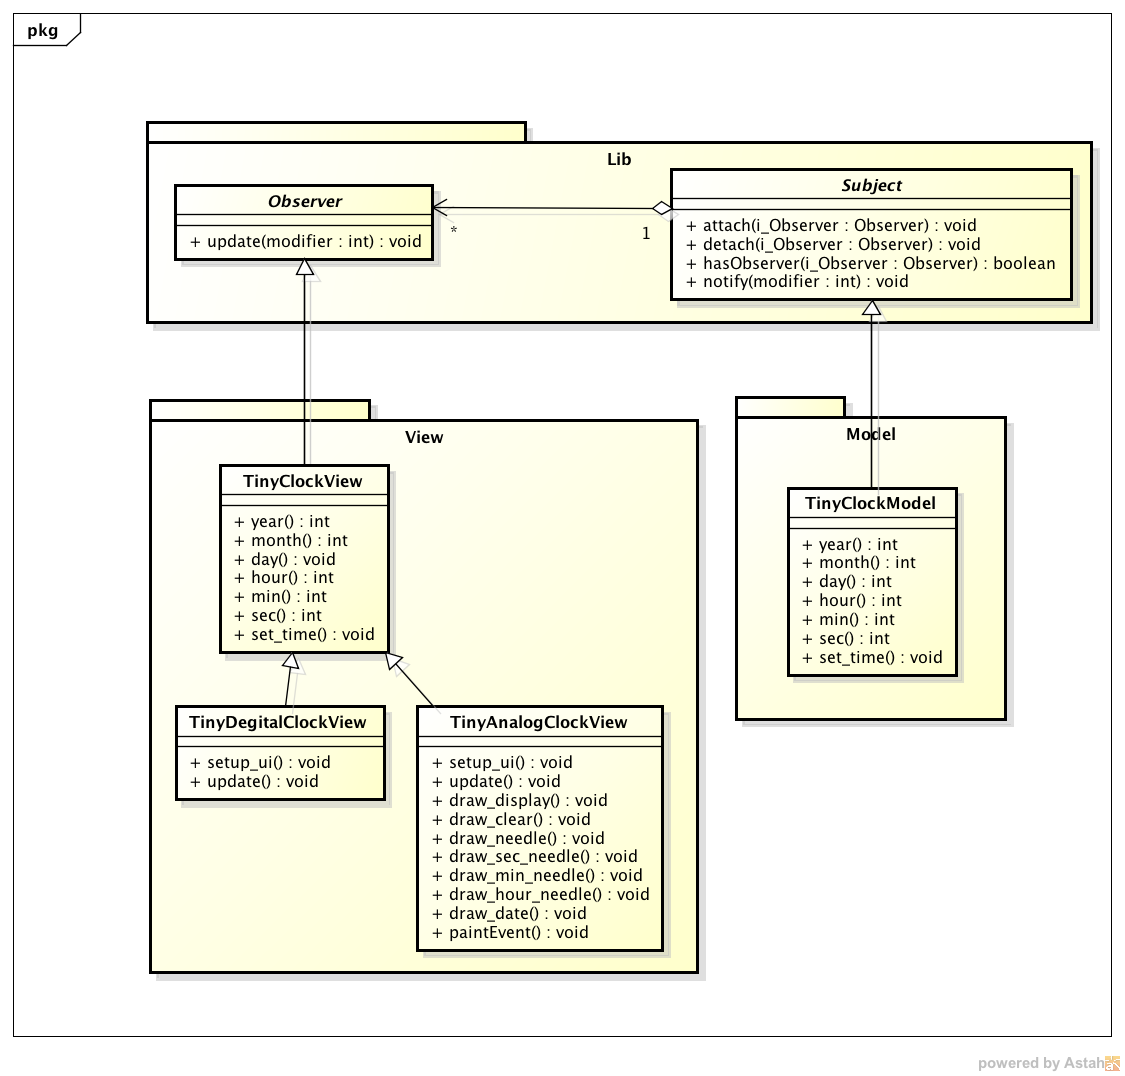 pkg
Lib
Observer
+ update(modifier : int) : void
*
1
Subject
+ attach(i_Observer : Observer) : void
+ detach(i_Observer : Observer) : void
+ hasObserver(i_Observer : Observer) : boolean
+ notify(modifier : int) : void
View
TinyClockView
+ year() : int
+ month() : int
+ day() : void
+ hour() : int
+ min() : int
+ sec() : int
+ set_time() : void
TinyDegitalClockView
+ setup_ui() : void
+ update() : void
TinyAnalogClockView
+ setup_ui() : void
+ update() : void
+ draw_display() : void
+ draw_clear() : void
+ draw_needle() : void
+ draw_sec_needle() : void
+ draw_min_needle() : void
+ draw_hour_needle() : void
+ draw_date() : void
+ paintEvent() : void
Model
TinyClockModel
+ year() : int
+ month() : int
+ day() : int
+ hour() : int
+ min() : int
+ sec() : int
+ set_time() : void
powered by Astah